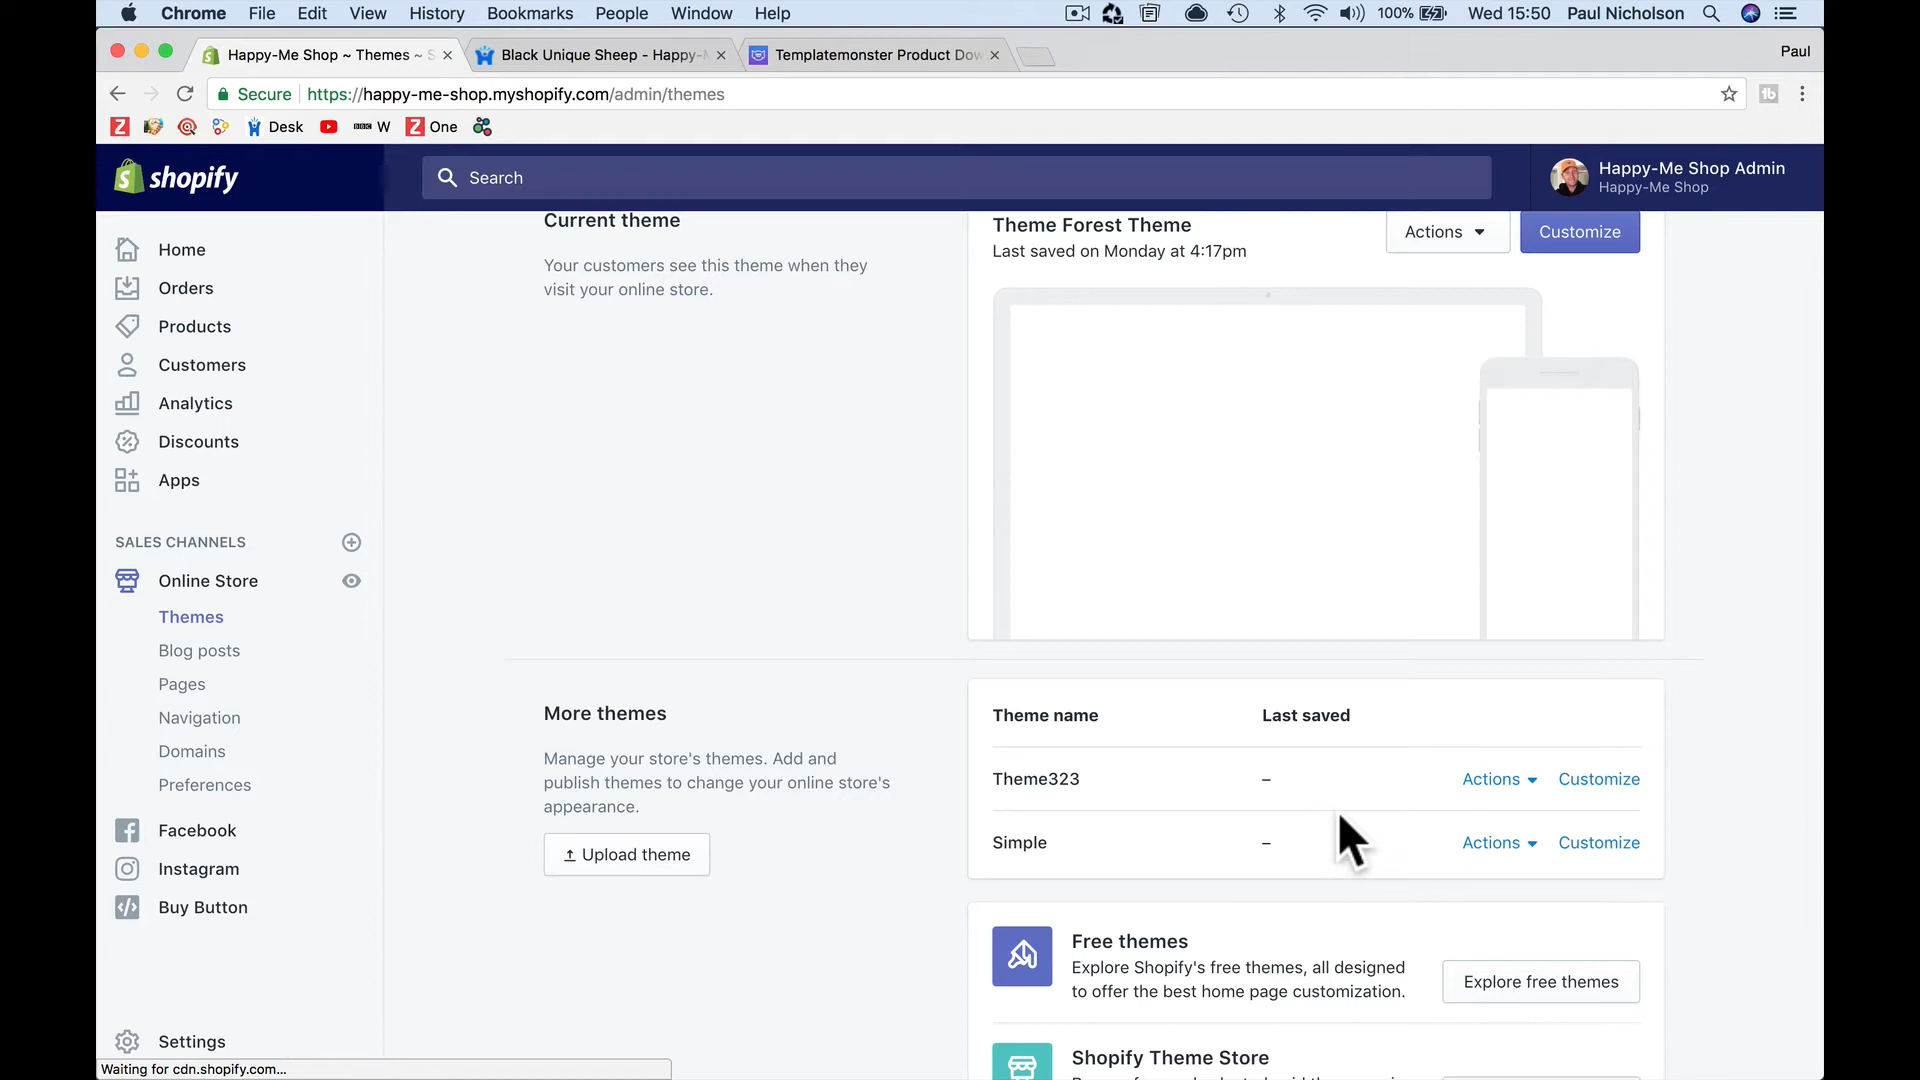 Chrome File Edit View History Bookmarks People Window Help 100% Wed 15:50 Paul Nicholson
Happy-Me Shop ~ Themes ~ S Black Unique Sheep - Happy-M Templatemonster Product Dow Paul
Secure https://happy-me-shop.myshopify.com/admin/themes
Z Desk BBC W Z One
shopify
Search
Happy-Me Shop Admin
Happy-Me Shop
Home
Orders
Products
Customers
Analytics
Discounts
Apps
SALES CHANNELS
Online Store
Themes
Blog posts
Pages
Navigation
Domains
Preferences
Facebook
Instagram
Buy Button
Settings
Waiting for cdn.shopify.com...
Current theme
Your customers see this theme when they
visit your online store.
Theme Forest Theme
Last saved on Monday at 4:17pm
Actions
Customize
More themes
Manage your store's themes. Add and
publish themes to change your online store's
appearance.
Upload theme
Theme name Last saved
Theme323 – Actions Customize
Simple – Actions Customize
Free themes
Explore Shopify's free themes, all designed
to offer the best home page customization.
Explore free themes
Shopify Theme Store